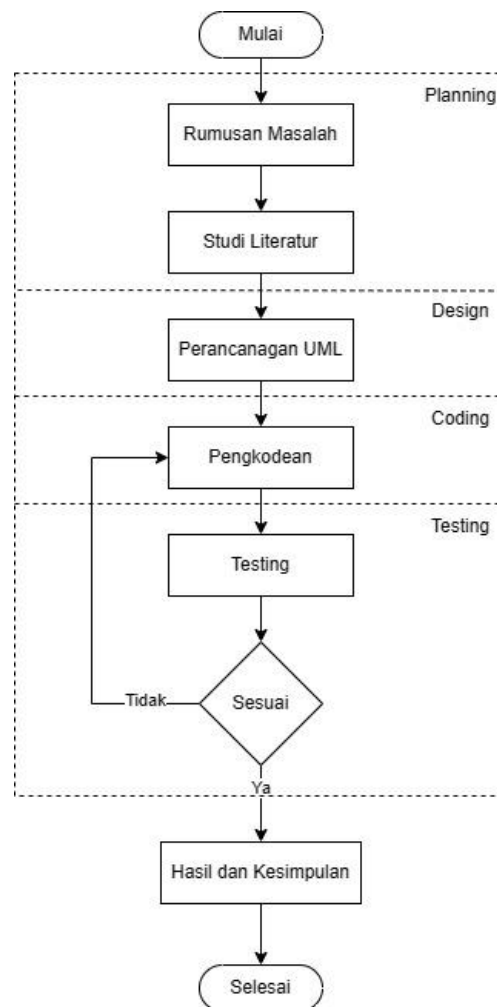 Mulai
Planning
Rumusan Masalah
Studi Literatur
Design
Perancanagan UML
Coding
Pengkodean
Testing
Testing
Sesuai
Tidak
Ya
Hasil dan Kesimpulan
Selesai